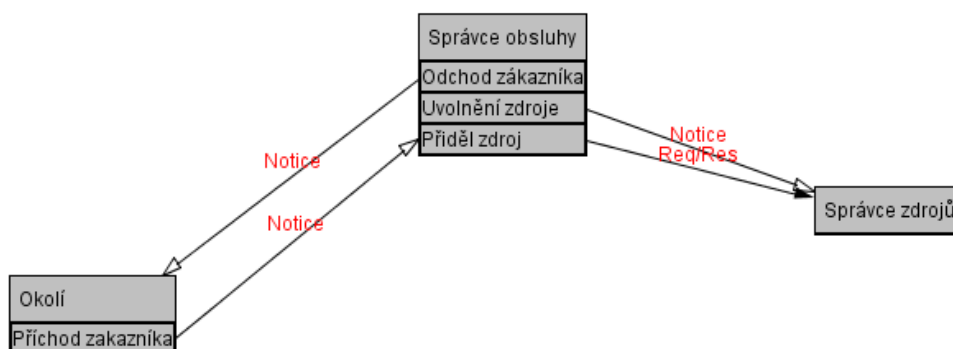 Správce obsluhy
Odchod zákazníka
Uvolnění zdroje
Přiděl zdroj
Notice
Req/Res
Notice
Notice
Správce zdrojů
Okolí
Příchod zakazníka